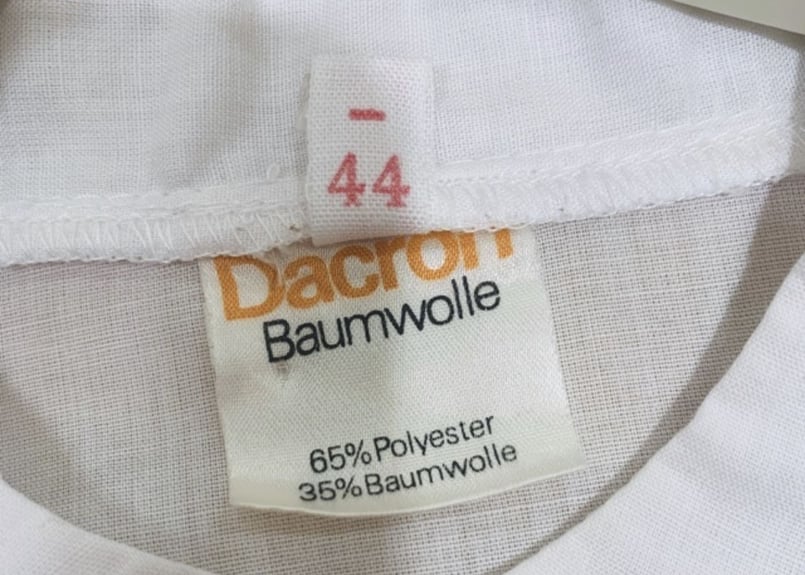 —
44
Dacron
Baumwolle
65% Polyester
35% Baumwolle